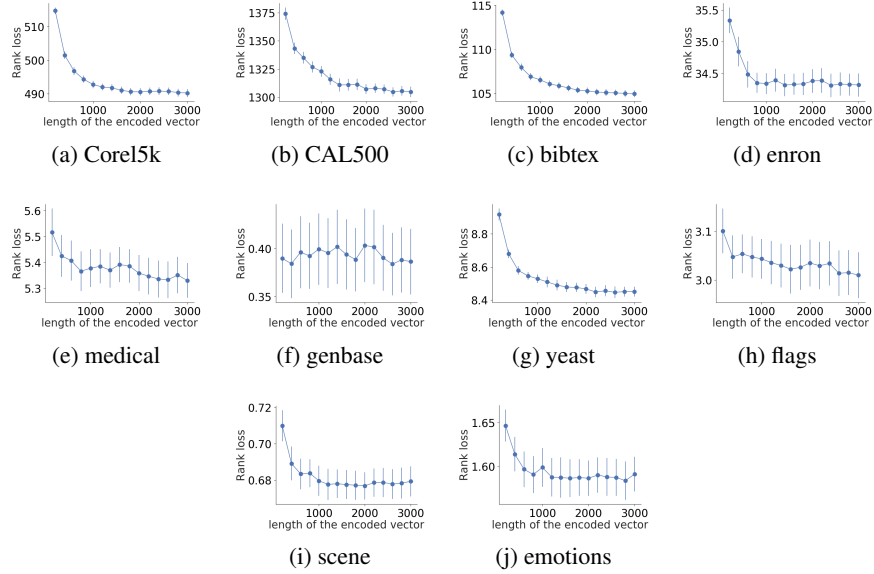 Rank loss
510
500
490
1000 2000 3000
length of the encoded vector
(a) Corel5k
Rank loss
1375
1350
1325
1300
1000 2000 3000
length of the encoded vector
(b) CAL500
Rank loss
115
110
105
1000 2000 3000
length of the encoded vector
(c) bibtex
Rank loss
35.5
35.0
34.5
1000 2000 3000
length of the encoded vector
(d) enron
Rank loss
5.6
5.5
5.4
5.3
1000 2000 3000
length of the encoded vector
(e) medical
Rank loss
0.40
0.35
1000 2000 3000
length of the encoded vector
(f) genbase
Rank loss
8.8
8.6
8.4
1000 2000 3000
length of the encoded vector
(g) yeast
Rank loss
3.1
3.0
1000 2000 3000
length of the encoded vector
(h) flags
Rank loss
0.72
0.70
0.68
1000 2000 3000
length of the encoded vector
(i) scene
Rank loss
1.65
1.60
1000 2000 3000
length of the encoded vector
(j) emotions